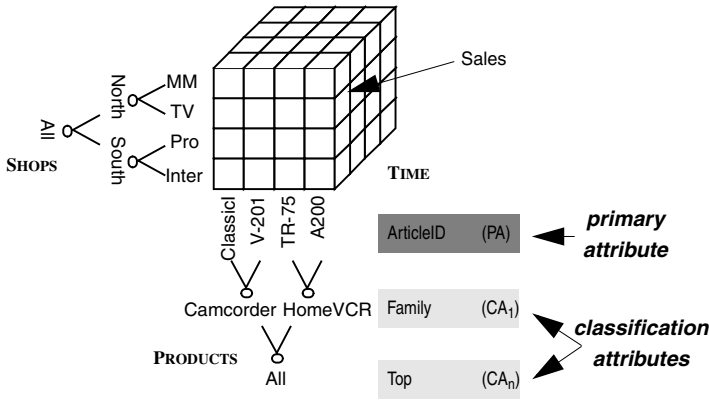 Sales
All
North
South
MM
TV
Pro
Inter
SHOPS
TIME
Classicl
V-201
TR-75
A200
ArticleID (PA)
primary
attribute
Camcorder HomeVCR
Family (CA1)
classification
attributes
PRODUCTS
All
Top (CAn)